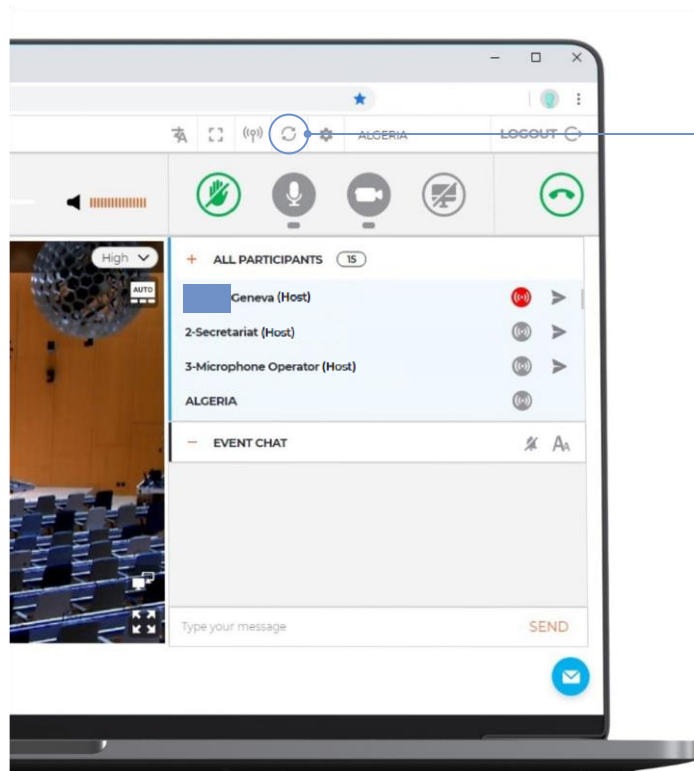 ALGERIA
LOGOUT
High
AUTO
+ ALL PARTICIPANTS 15
Geneva (Host)
2-Secretariat (Host)
3-Microphone Operator (Host)
ALGERIA
− EVENT CHAT
AA
Type your message
SEND